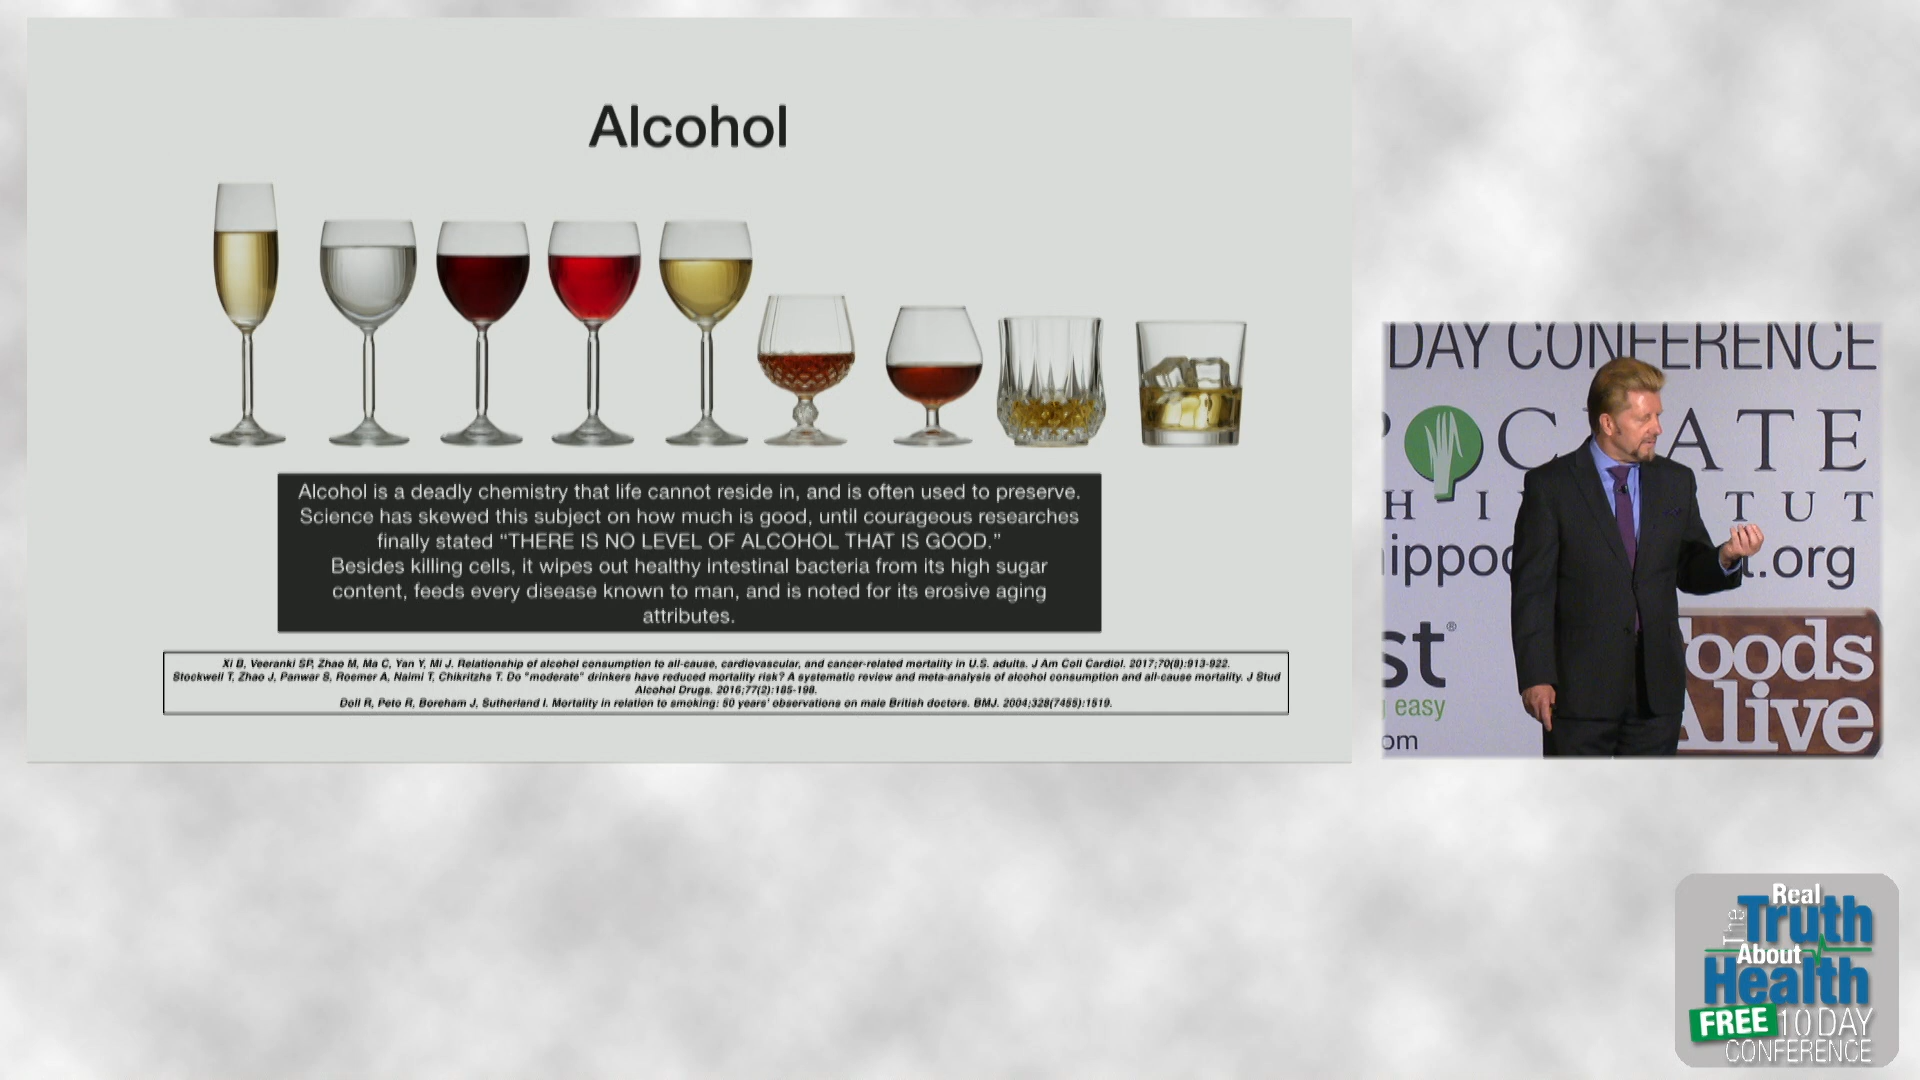 Alcohol
Alcohol is a deadly chemistry that life cannot reside in, and is often used to preserve.
Science has skewed this subject on how much is good, until courageous researches
finally stated “THERE IS NO LEVEL OF ALCOHOL THAT IS GOOD.”
Besides killing cells, it wipes out healthy intestinal bacteria from its high sugar
content, feeds every disease known to man, and is noted for its erosive aging
attributes.
Xi B, Veeranki SP, Zhao M, Ma C, Yan Y, Mi J. Relationship of alcohol consumption to all-cause, cardiovascular, and cancer-related mortality in U.S. adults. J Am Coll Cardiol. 2017;70(8):913-922.
Stockwell T, Zhao J, Panwar S, Roemer A, Naimi T, Chikritzhs T. Do "moderate" drinkers have reduced mortality risk? A systematic review and meta-analysis of alcohol consumption and all-cause mortality. J Stud
Alcohol Drugs. 2016;77(2):185-198.
Doll R, Peto R, Boreham J, Sutherland I. Mortality in relation to smoking: 50 years' observations on male British doctors. BMJ. 2004;328(7455):1519.
DAY CONFERENCE
P OC ATE
H I TUT
ippoc .org
st®
easy
om
oods
Alive
The Real
Truth
About
Health
FREE 10 DAY
CONFERENCE